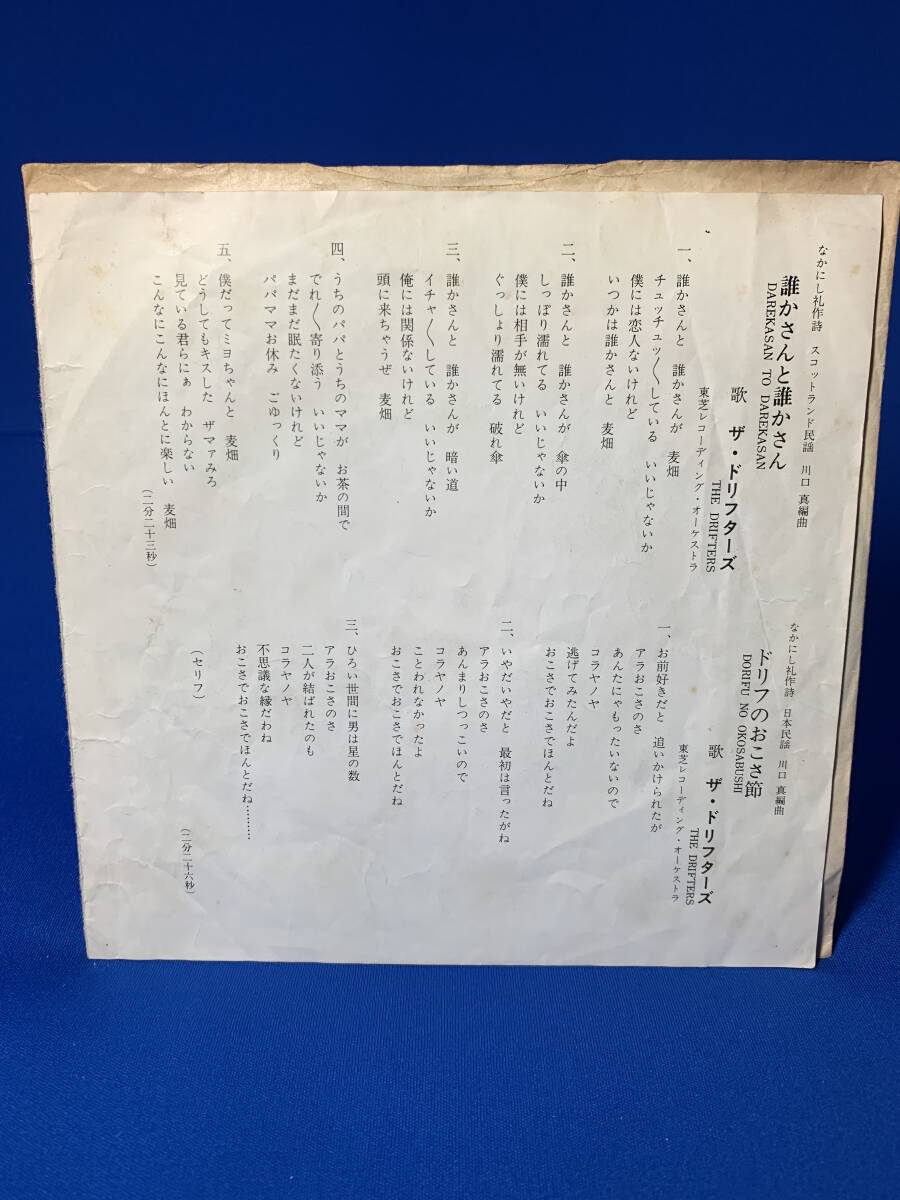 なかにし礼作詩　スコットランド民謡　川口　真編曲
誰かさんと誰かさん
DAREKASAN TO DAREKASAN
歌　ザ・ドリフターズ
THE DRIFTERS
東芝レコーディング・オーケストラ
一、誰かさんと　誰かさんが　麦畑
チュッチュッ〱している　いいじゃないか
僕には恋人ないけれど
いつかは誰かさんと　麦畑
二、誰かさんと　誰かさんが　傘の中
しっぽり濡れてる　いいじゃないか
僕には相手が無いけれど
ぐっしょり濡れてる　破れ傘
三、誰かさんと　誰かさんが　暗い道
イチャ〱している　いいじゃないか
俺には関係ないけれど
頭に来ちゃうぜ　麦畑
四、うちのパパとうちのママが　お茶の間で
でれ〱寄り添う　いいじゃないか
まだまだ眠たくないけれど
パパママお休み　ごゆっくり
五、僕だってミヨちゃんと　麦畑
どうしてもキスした　ザマァみろ
見ている君らにぁ　わからない
こんなにこんなにほんとに楽しい　麦畑
（二分二十三秒）
なかにし礼作詩・日本民謡　川口　真編曲
ドリフのおこさ節
DORIFU NO OKOSABUSHI
歌　ザ・ドリフターズ
THE DRIFTERS
東芝レコーディング・オーケストラ
一、お前好きだと　追いかけられたが
アラおこさのさ
あんたにゃもったいないので
コラヤノヤ
逃げてみたんだよ
おこさでおこさでほんとだね
二、いやだいやだと　最初は言ったがね
アラおこさのさ
あんまりしつっこいので
コラヤノヤ
ことわれなかったよ
おこさでおこさでほんとだね
三、ひろい世間に男は星の数
アラおこさのさ
二人が結ばれたのも
コラヤノヤ
不思議な縁だわね
おこさでおこさでほんとだね………
（セリフ）
（二分二十六秒）